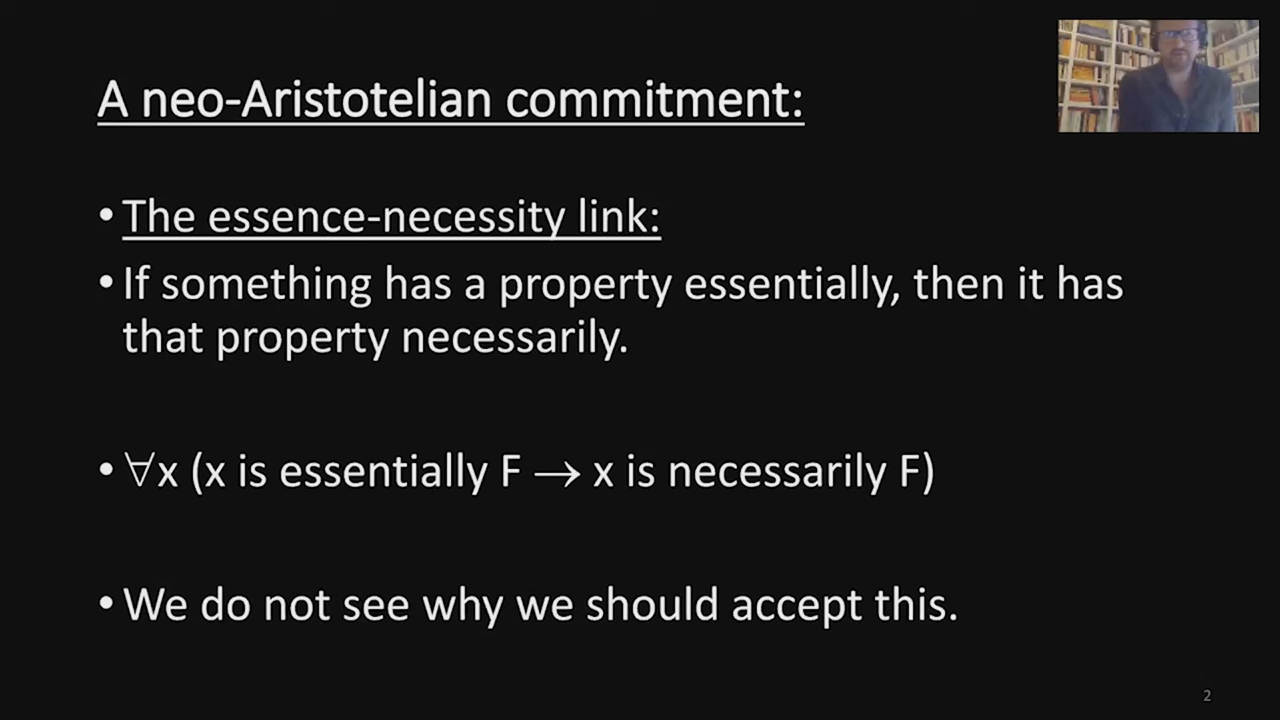 A neo-Aristotelian commitment:
• The essence-necessity link:
• If something has a property essentially, then it has
that property necessarily.
• ∀x (x is essentially F → x is necessarily F)
• We do not see why we should accept this.
2